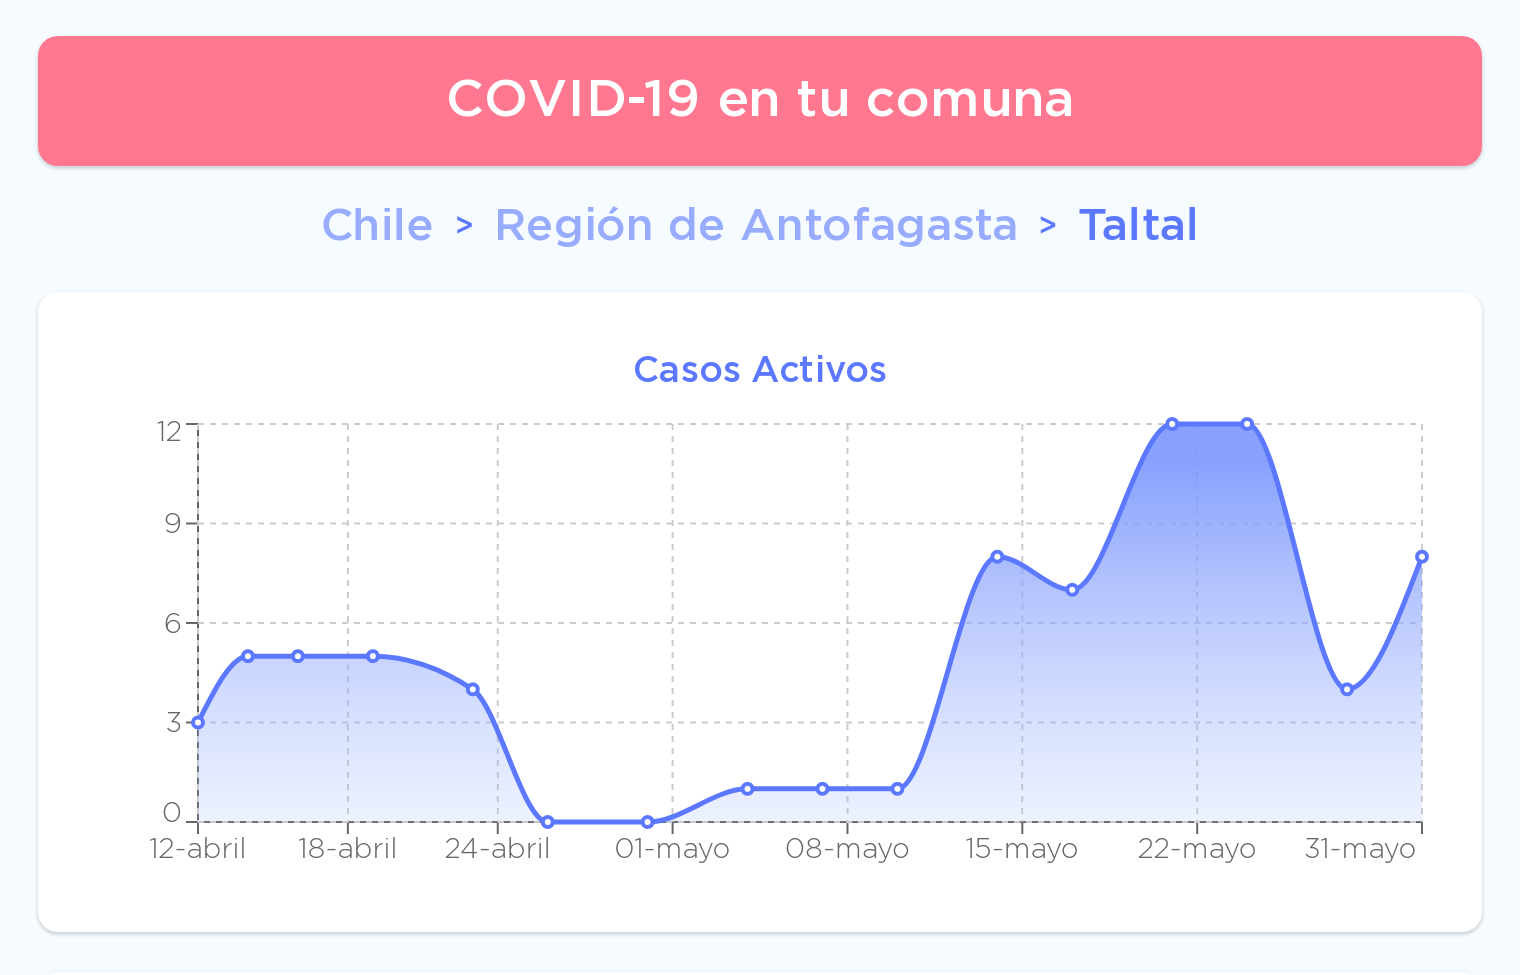 COVID-19 en tu comuna
Chile > Región de Antofagasta > Taltal
Casos Activos
12
9
6
3
0
12-abril 18-abril 24-abril 01-mayo 08-mayo 15-mayo 22-mayo 31-mayo